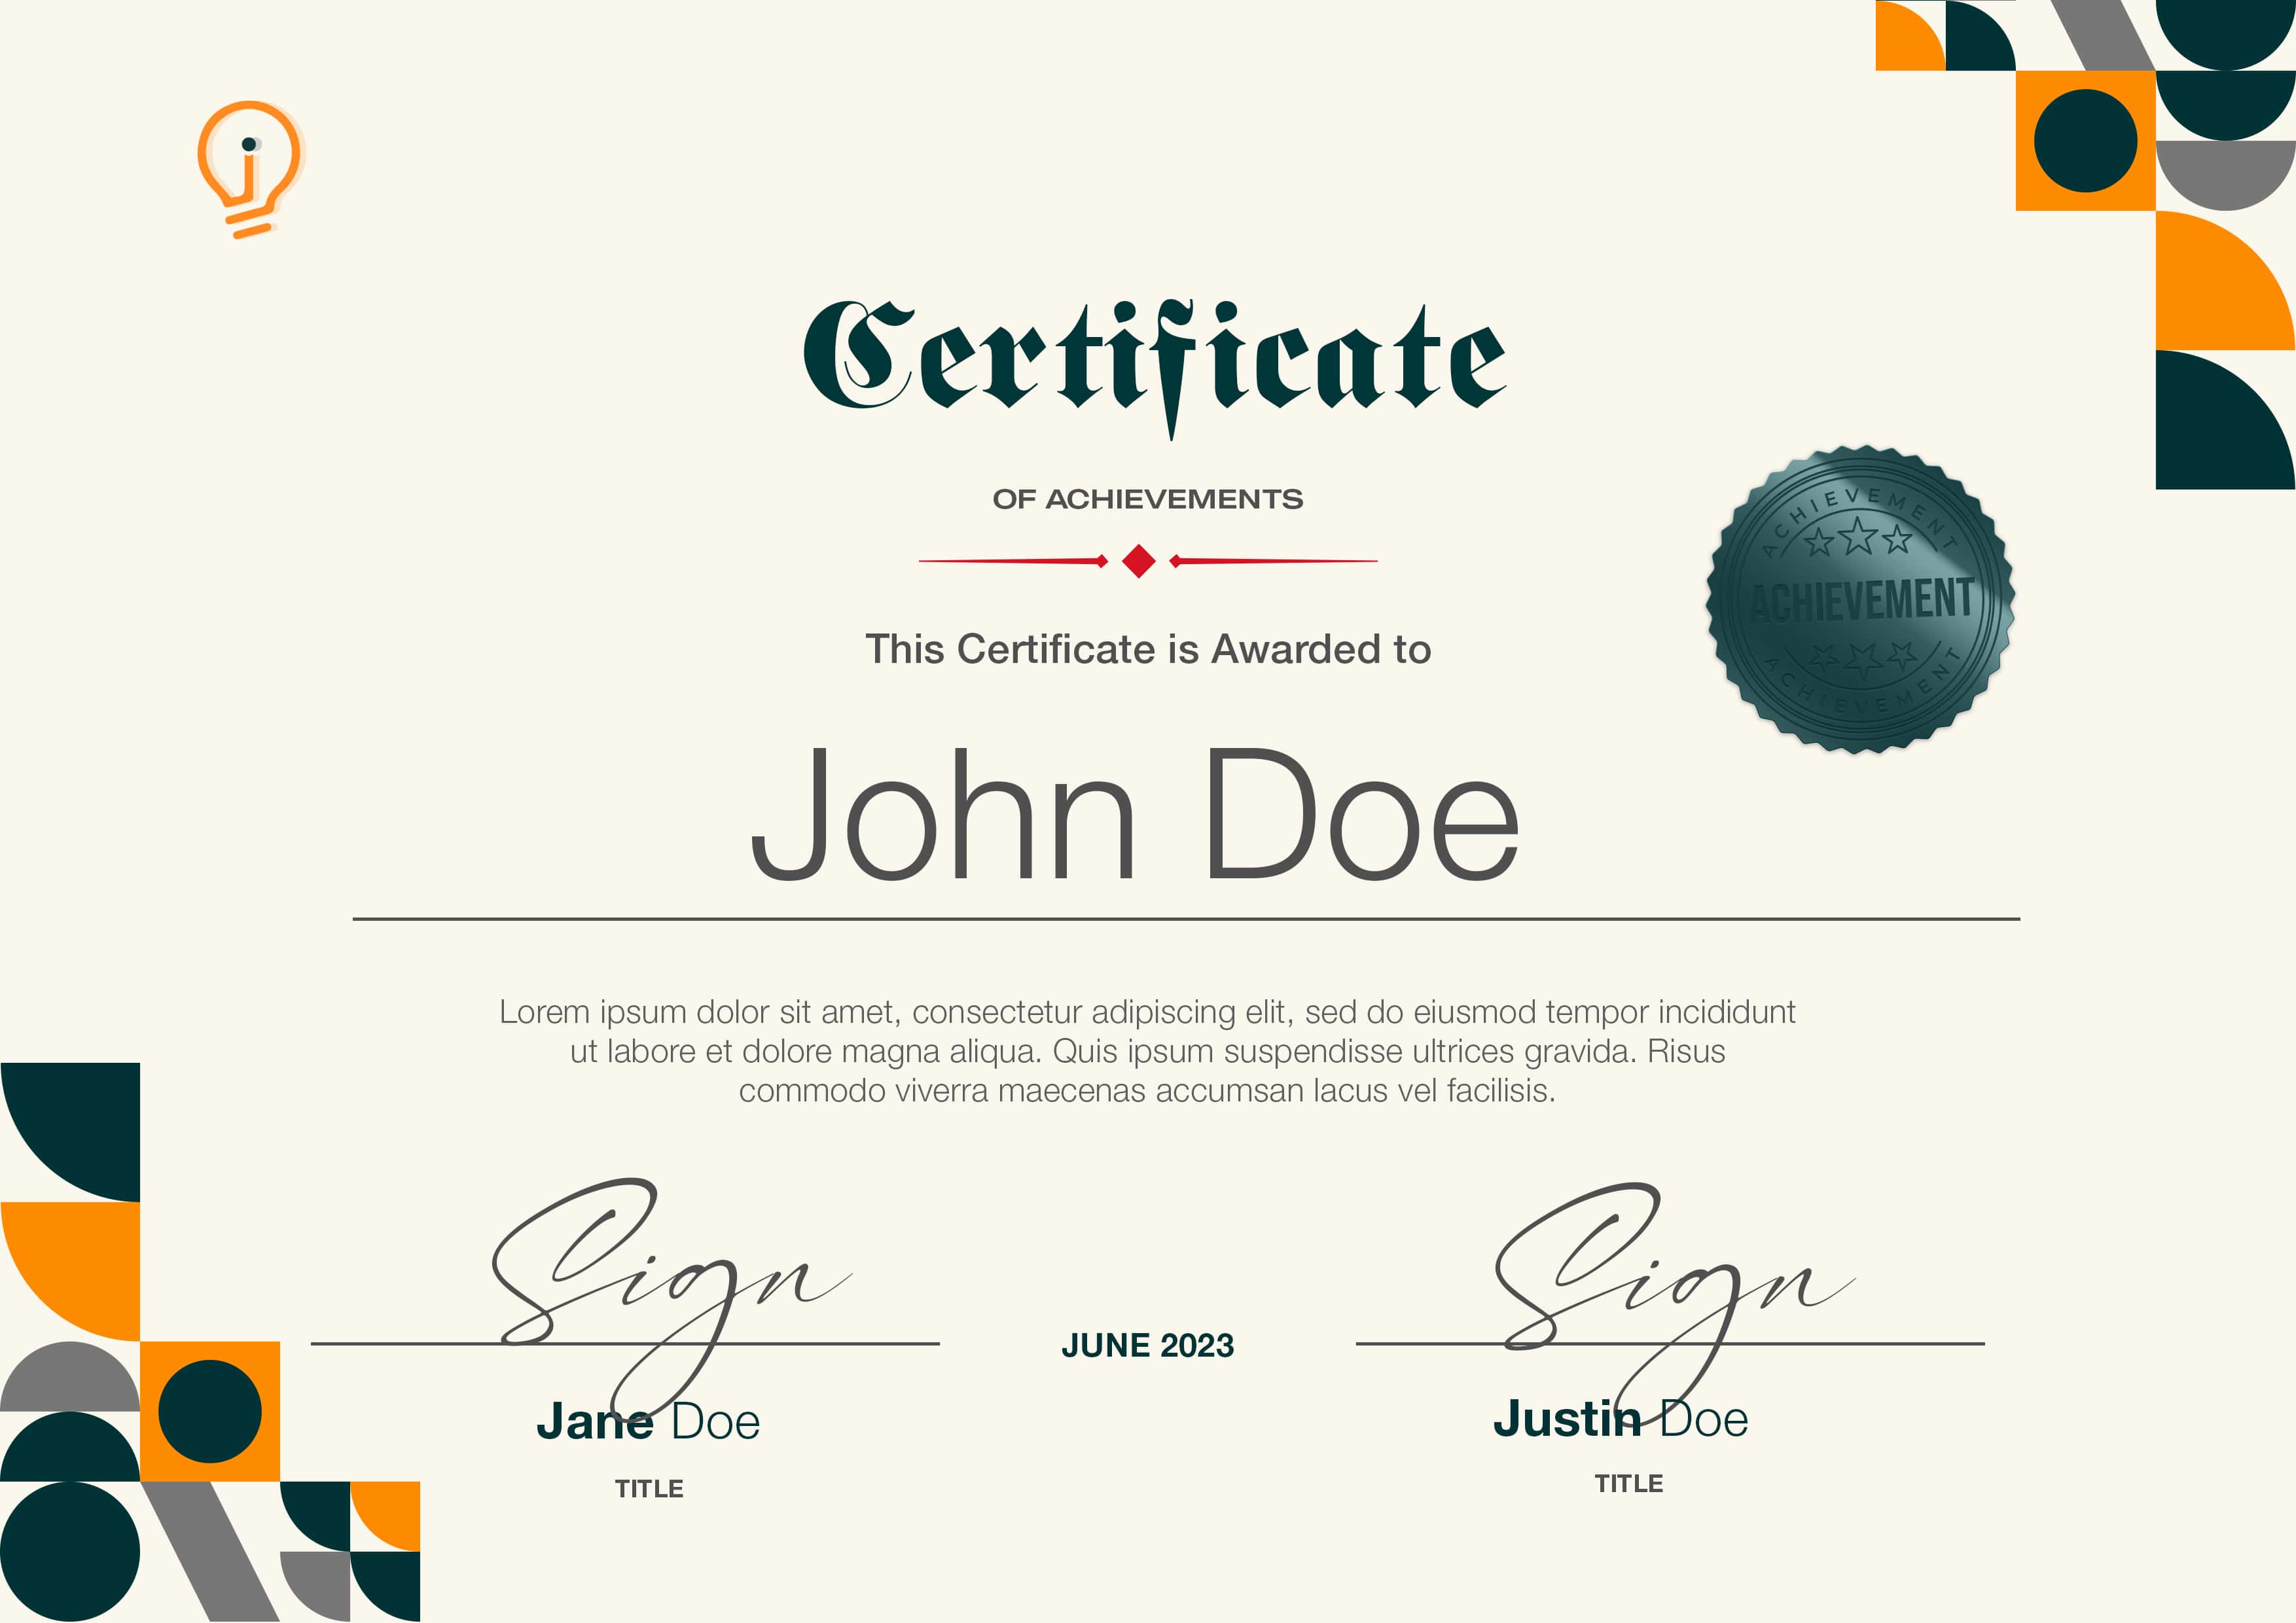 Certificate
OF ACHIEVEMENTS
This Certificate is Awarded to
ACHIEVEMENT
ACHIEVEMENT
ACHIEVEMENT
John Doe
Lorem ipsum dolor sit amet, consectetur adipiscing elit, sed do eiusmod tempor incididunt
ut labore et dolore magna aliqua. Quis ipsum suspendisse ultrices gravida. Risus
commodo viverra maecenas accumsan lacus vel facilisis.
Sign
Jane Doe
TITLE
JUNE 2023
Sign
Justin Doe
TITLE